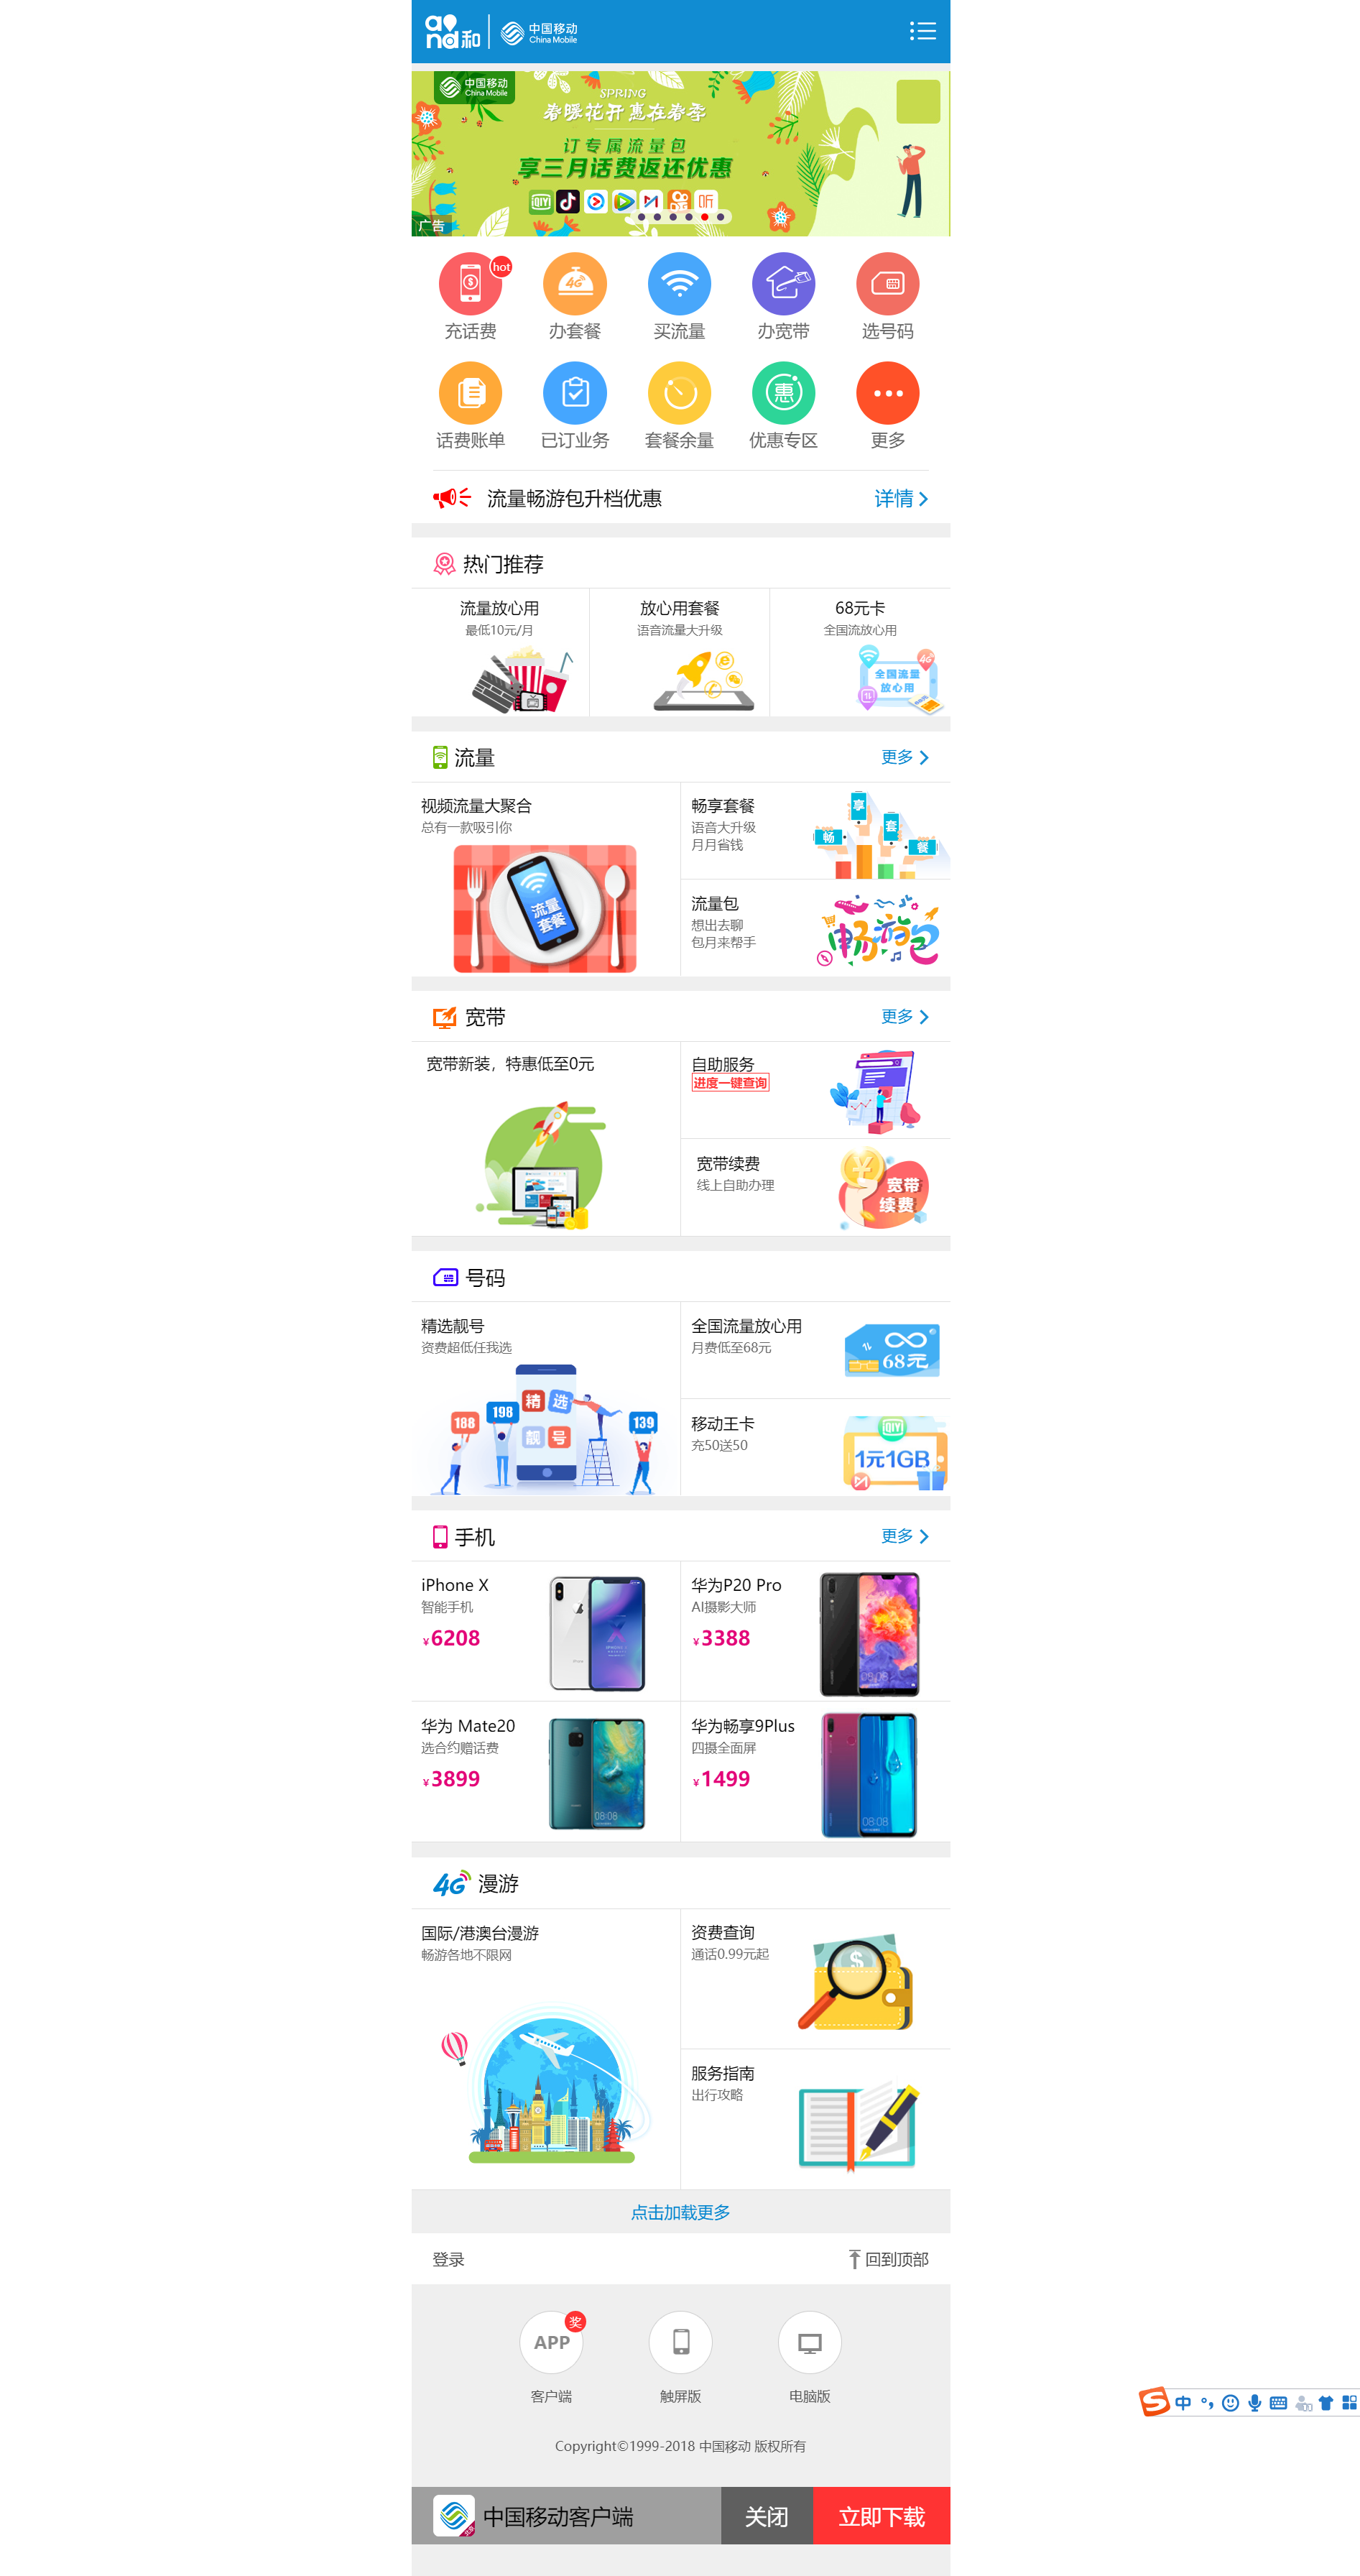 and和 中国移动
China Mobile
中国移动
China Mobile
SPRING
春暖花开惠在春季
订专属流量包
享三月话费返还优惠
QIY 听
广告
hot
充话费 办套餐 买流量 办宽带 选号码
4G
惠
话费账单 已订业务 套餐余量 优惠专区 更多
流量畅游包升档优惠 详情
热门推荐
流量放心用 放心用套餐 68元卡
最低10元/月 语音流量大升级 全国流放心用
4G
全国流量
放心用
流量 更多
视频流量大聚合
总有一款吸引你
流量
套餐
畅享套餐
语音大升级
月月省钱
畅 享 套 餐
流量包
想出去聊
包月来帮手
畅游包
宽带 更多
宽带新装，特惠低至0元
自助服务
进度一键查询
宽带续费
线上自助办理
宽带
续费
号码
精选靓号
资费超低任我选
188 198 精选 139
靓号
全国流量放心用
月费低至68元
68元
移动王卡
充50送50
QIY
1元1GB
手机 更多
iPhone X
智能手机
¥6208
华为P20 Pro
AI摄影大师
¥3388
08:08
华为 Mate20
选合约赠话费
¥3899
08:08
华为畅享9Plus
四摄全面屏
¥1499
08:08
4G 漫游
国际/港澳台漫游
畅游各地不限网
资费查询
通话0.99元起
服务指南
出行攻略
点击加载更多
登录 回到顶部
APP 奖
客户端 触屏版 电脑版
中
Copyright©1999-2018 中国移动 版权所有
中国移动客户端 关闭 立即下载